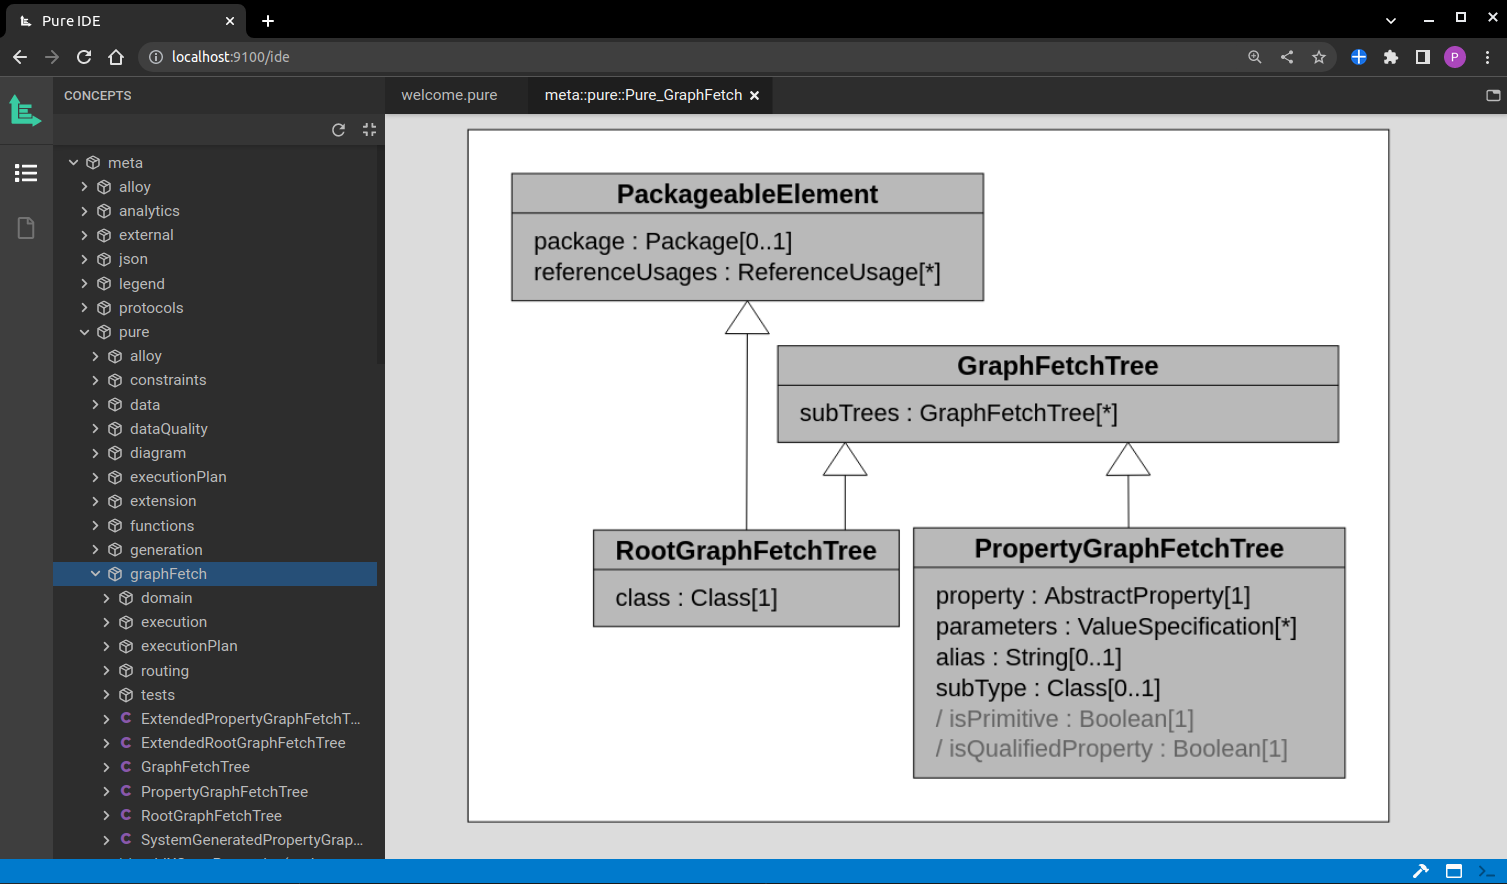 Pure IDE
localhost:9100/ide
P
CONCEPTS
welcome.pure
meta::pure::Pure_GraphFetch
meta
alloy
analytics
external
json
legend
protocols
pure
alloy
constraints
data
dataQuality
diagram
executionPlan
extension
functions
generation
graphFetch
domain
execution
executionPlan
routing
tests
C ExtendedPropertyGraphFetchT...
C ExtendedRootGraphFetchTree
C GraphFetchTree
C PropertyGraphFetchTree
C RootGraphFetchTree
C SystemGeneratedPropertyGrap...
PackageableElement
package : Package[0..1]
referenceUsages : ReferenceUsage[*]
GraphFetchTree
subTrees : GraphFetchTree[*]
RootGraphFetchTree
class : Class[1]
PropertyGraphFetchTree
property : AbstractProperty[1]
parameters : ValueSpecification[*]
alias : String[0..1]
subType : Class[0..1]
/ isPrimitive : Boolean[1]
/ isQualifiedProperty : Boolean[1]